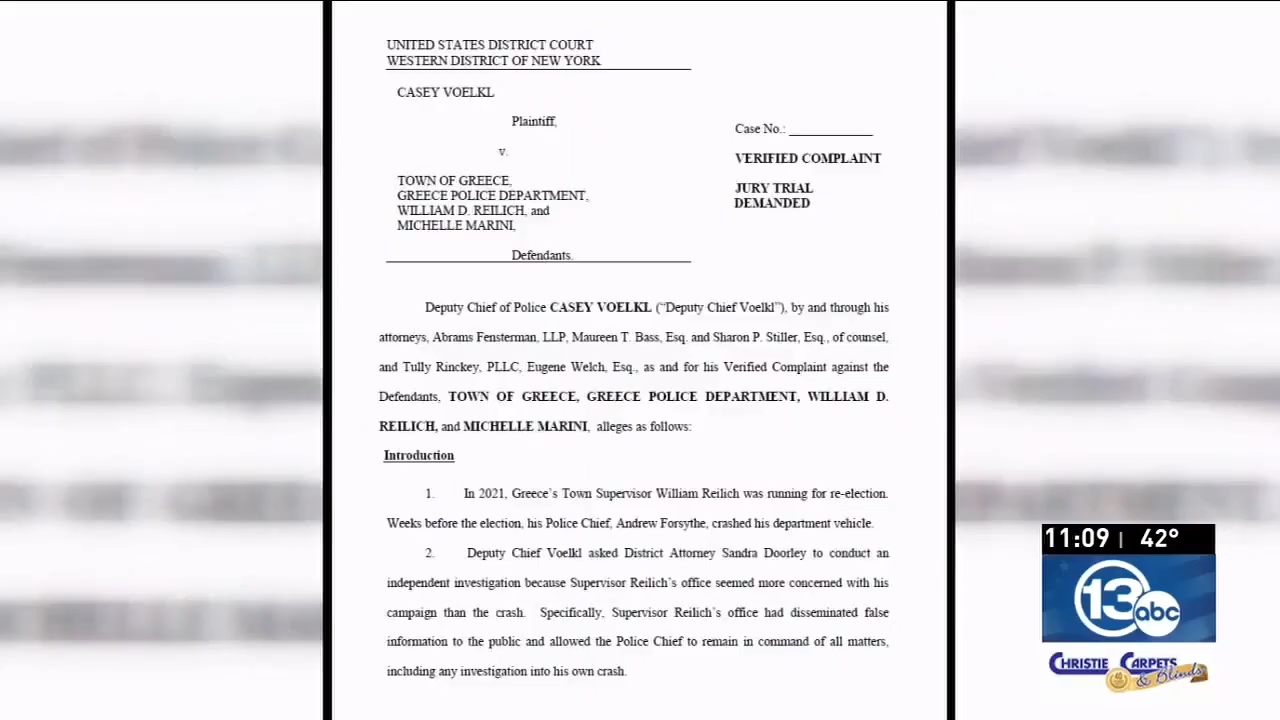 UNITED STATES DISTRICT COURT
WESTERN DISTRICT OF NEW YORK
CASEY VOELKL
Plaintiff,
v.
TOWN OF GREECE,
GREECE POLICE DEPARTMENT,
WILLIAM D. REILICH, and
MICHELLE MARINI,
Defendants.
Case No.: ____________
VERIFIED COMPLAINT
JURY TRIAL
DEMANDED
Deputy Chief of Police CASEY VOELKL (“Deputy Chief Voelkl”), by and through his
attorneys, Abrams Fensterman, LLP, Maureen T. Bass, Esq. and Sharon P. Stiller, Esq., of counsel,
and Tully Rinckey, PLLC, Eugene Welch, Esq., as and for his Verified Complaint against the
Defendants, TOWN OF GREECE, GREECE POLICE DEPARTMENT, WILLIAM D.
REILICH, and MICHELLE MARINI, alleges as follows:
Introduction
1. In 2021, Greece’s Town Supervisor William Reilich was running for re-election.
Weeks before the election, his Police Chief, Andrew Forsythe, crashed his department vehicle.
2. Deputy Chief Voelkl asked District Attorney Sandra Doorley to conduct an
independent investigation because Supervisor Reilich’s office seemed more concerned with his
campaign than the crash. Specifically, Supervisor Reilich’s office had disseminated false
information to the public and allowed the Police Chief to remain in command of all matters,
including any investigation into his own crash.
11:09 | 42°
13 abc
CHRISTIE CARPETS
& Blinds